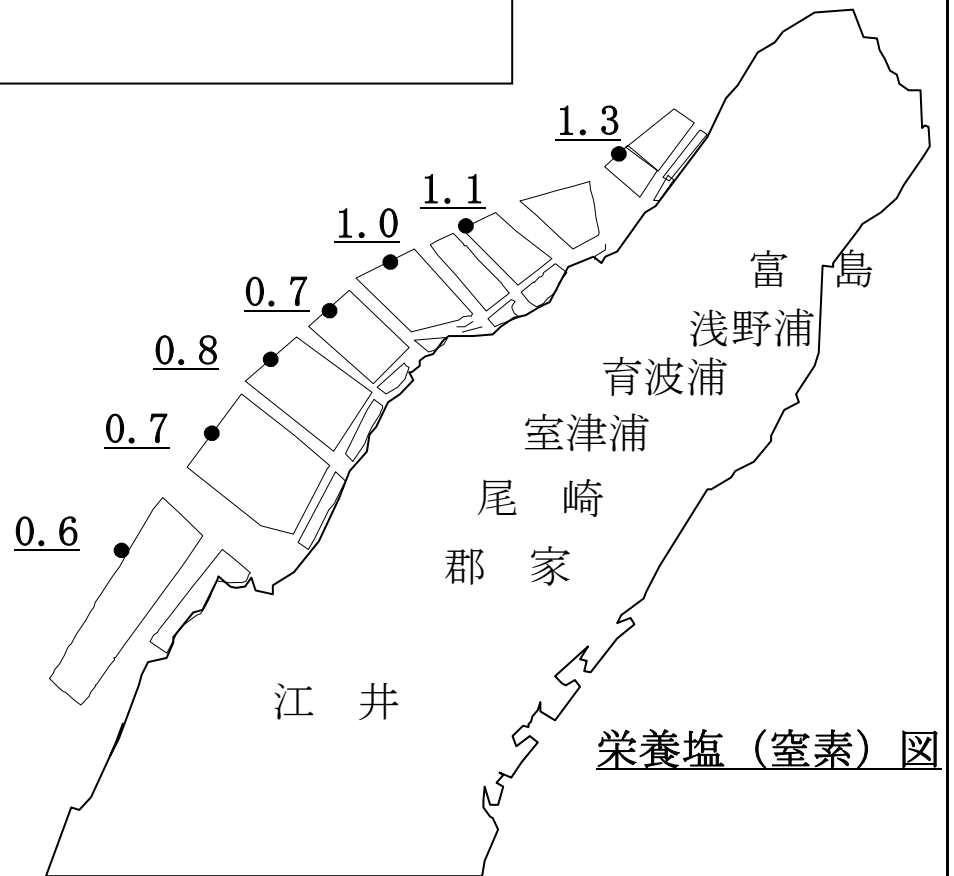 1.3
1.1
1.0
0.7
0.8
0.7
0.6
富　島
浅野浦
育波浦
室津浦
尾　崎
郡　家
江　井
栄養塩（窒素）図